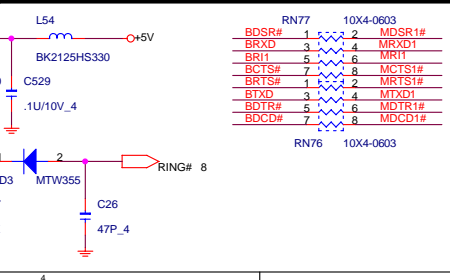 L54
+5V
BK2125HS330
C529
.1U/10V_4
RN77 10X4-0603
BDSR# 1 2 MDSR1#
BRXD 3 4 MRXD1
BRI1 5 6 MRI1
BCTS# 7 8 MCTS1#
BRTS# 1 2 MRTS1#
BTXD 3 4 MTXD1
BDTR# 5 6 MDTR1#
BDCD# 7 8 MDCD1#
RN76 10X4-0603
2
RING# 8
D3 MTW355
C26
47P_4
4